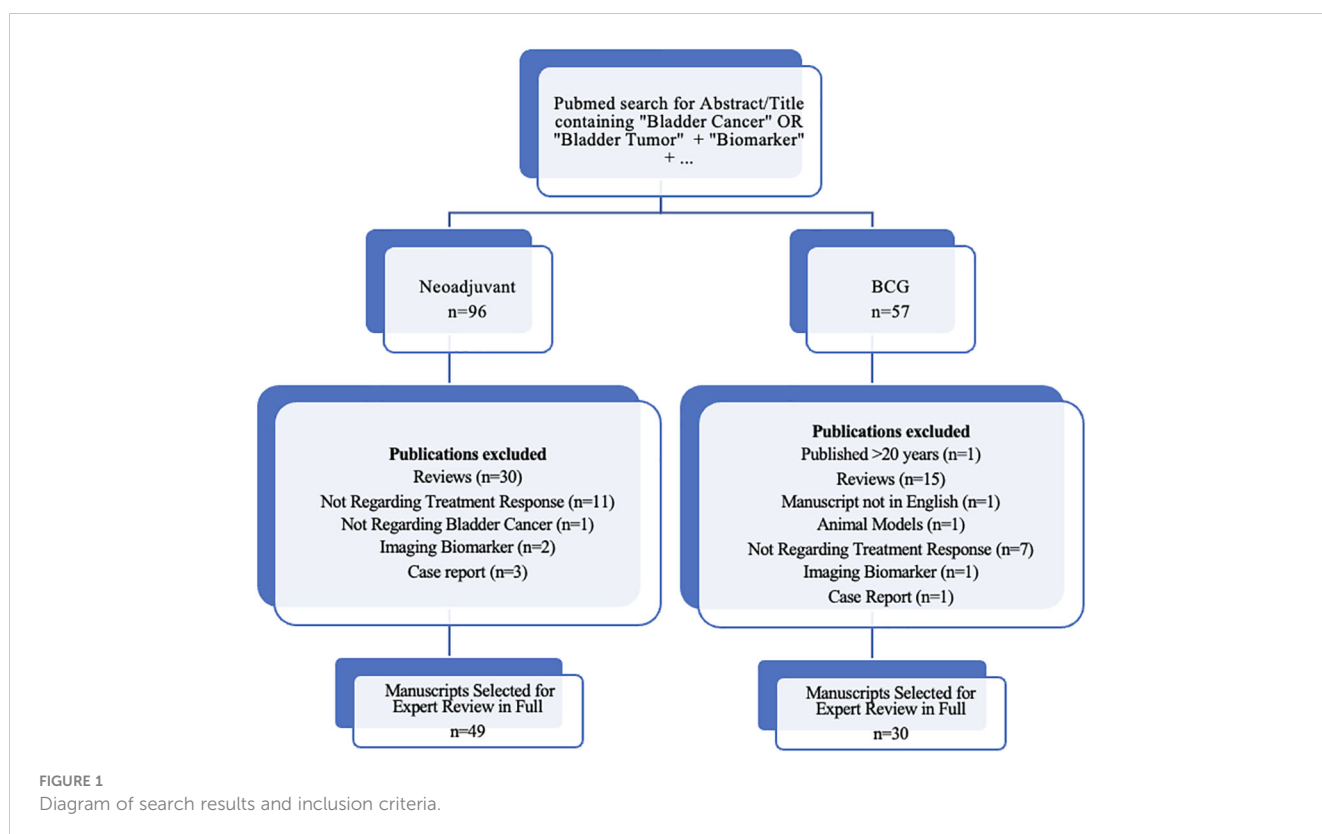 Pubmed search for Abstract/Title
containing "Bladder Cancer" OR
"Bladder Tumor" + "Biomarker"
+ ...
Neoadjuvant
n=96
BCG
n=57
Publications excluded
Reviews (n=30)
Not Regarding Treatment Response (n=11)
Not Regarding Bladder Cancer (n=1)
Imaging Biomarker (n=2)
Case report (n=3)
Publications excluded
Published >20 years (n=1)
Reviews (n=15)
Manuscript not in English (n=1)
Animal Models (n=1)
Not Regarding Treatment Response (n=7)
Imaging Biomarker (n=1)
Case Report (n=1)
Manuscripts Selected for
Expert Review in Full
n=49
Manuscripts Selected for
Expert Review in Full
n=30
FIGURE 1
Diagram of search results and inclusion criteria.